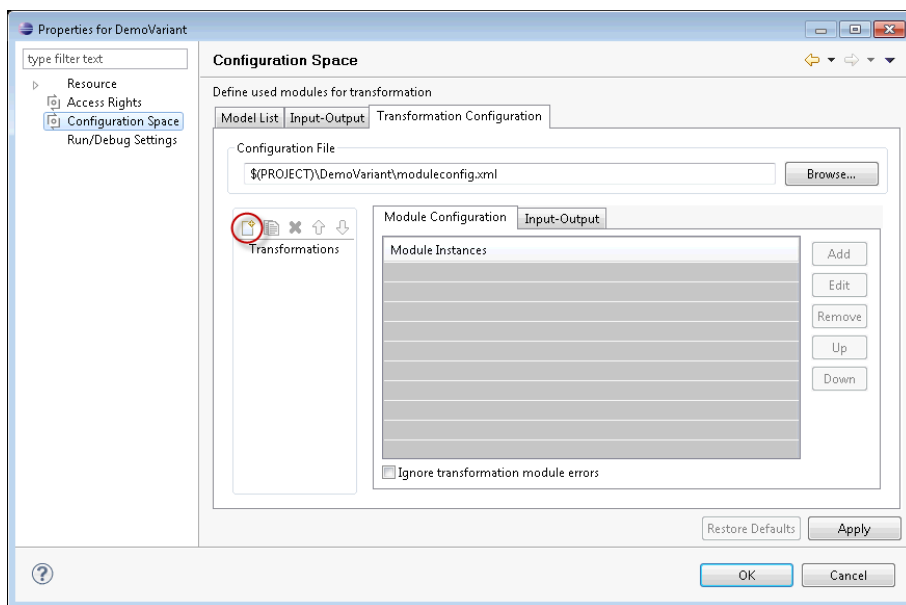 Properties for DemoVariant
type filter text
Resource
Access Rights
Configuration Space
Run/Debug Settings
Configuration Space
Define used modules for transformation
Model List Input-Output Transformation Configuration
Configuration File
$(PROJECT)\DemoVariant\moduleconfig.xml Browse...
Transformations
Module Configuration Input-Output
Module Instances
Add
Edit
Remove
Up
Down
Ignore transformation module errors
Restore Defaults Apply
? OK Cancel